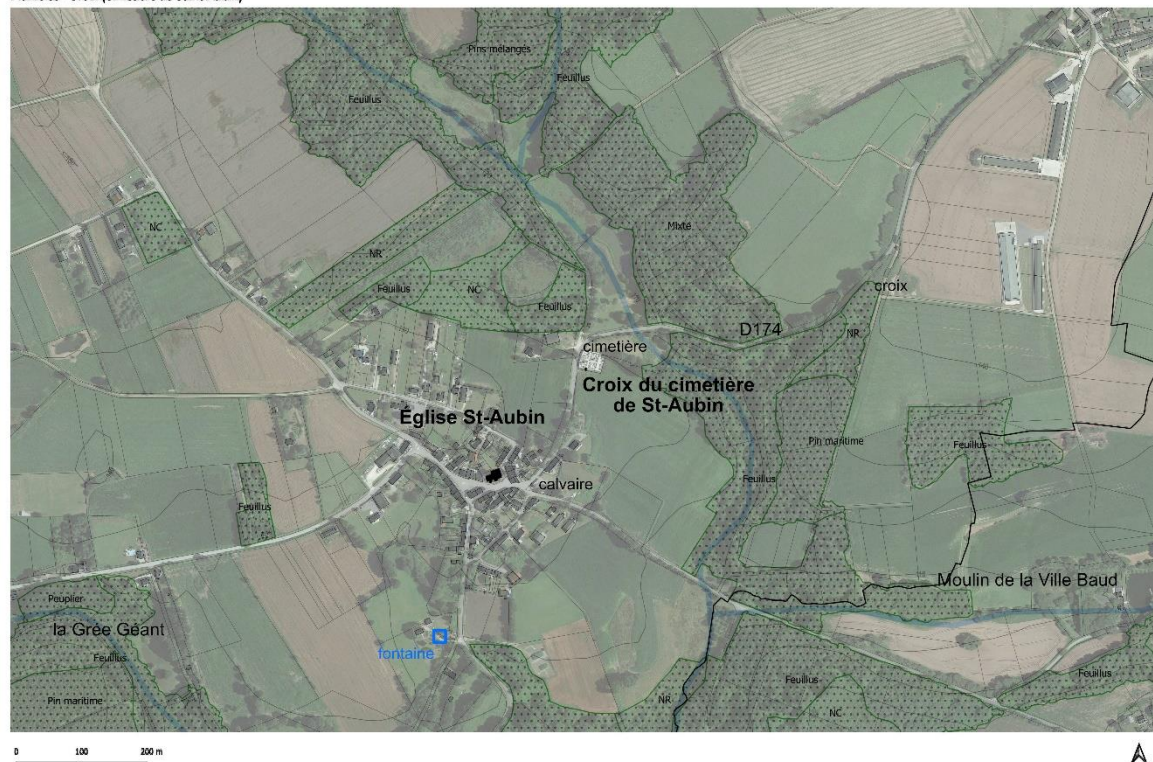 Pins mélangés
Feuillus
Feuillus
Mixte
NC
NR
Feuillus
NC
Feuillus
croix
D174
NR
cimetière
Croix du cimetière
de St-Aubin
Église St-Aubin
Pin maritime
Feuillus
calvaire
Feuillus
Feuillus
Moulin de la Ville Baud
Peuplier
la Grée Géant
fontaine
Feuillus
Feuillus
Feuillus
Pin maritime
NR
NC
0 100 200 m